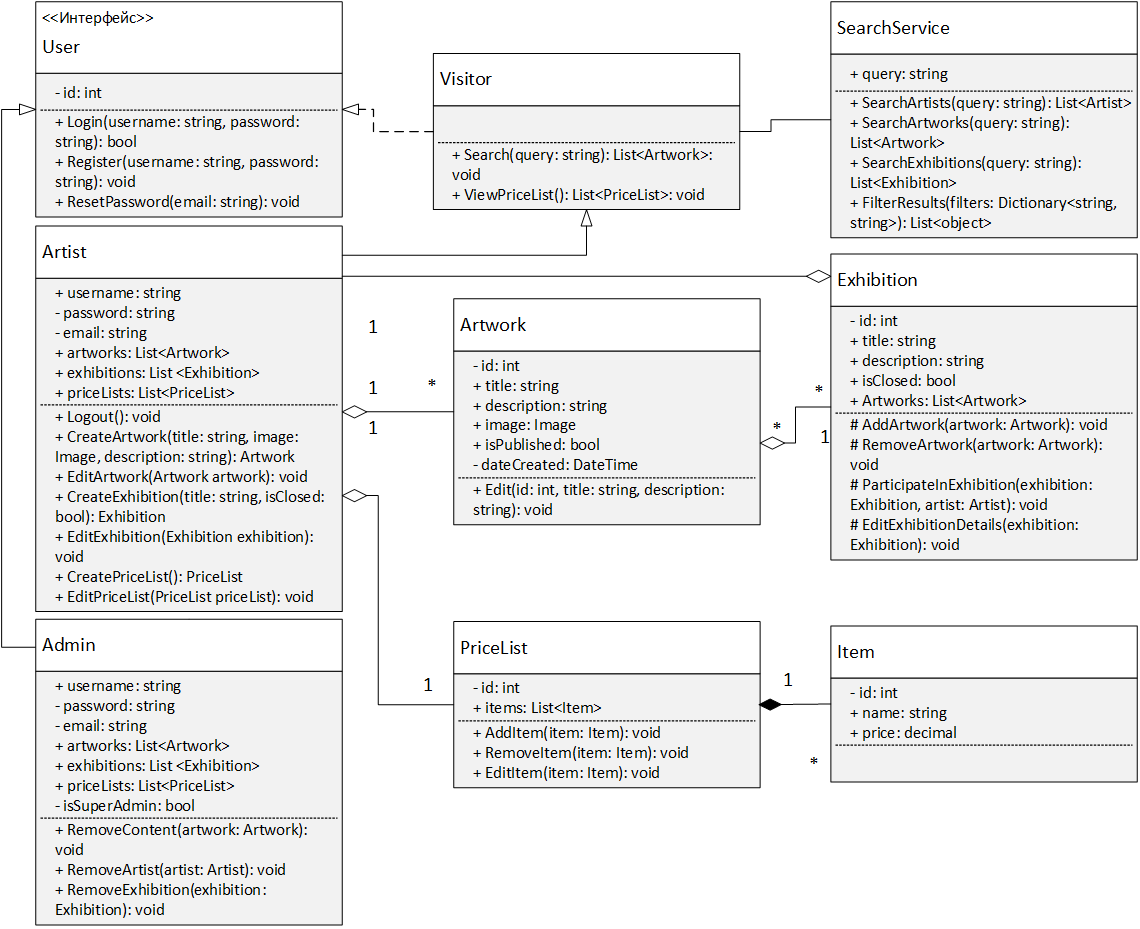 <<Интерфейс>>
User
- id: int
+ Login(username: string, password:
string): bool
+ Register(username: string, password:
string): void
+ ResetPassword(email: string): void
Visitor
+ Search(query: string): List<Artwork>:
void
+ ViewPriceList(): List<PriceList>: void
SearchService
+ query: string
+ SearchArtists(query: string): List<Artist>
+ SearchArtworks(query: string):
List<Artwork>
+ SearchExhibitions(query: string):
List<Exhibition>
+ FilterResults(filters: Dictionary<string,
string>): List<object>
Artist
+ username: string
- password: string
- email: string
+ artworks: List<Artwork>
+ exhibitions: List <Exhibition>
+ priceLists: List<PriceList>
+ Logout(): void
+ CreateArtwork(title: string, image:
Image, description: string): Artwork
+ EditArtwork(Artwork artwork): void
+ CreateExhibition(title: string, isClosed:
bool): Exhibition
+ EditExhibition(Exhibition exhibition):
void
+ CreatePriceList(): PriceList
+ EditPriceList(PriceList priceList): void
1
1
*
1
Artwork
- id: int
+ title: string
+ description: string
+ image: Image
+ isPublished: bool
- dateCreated: DateTime
+ Edit(id: int, title: string, description:
string): void
*
*
1
Exhibition
- id: int
+ title: string
+ description: string
+ isClosed: bool
+ Artworks: List<Artwork>
# AddArtwork(artwork: Artwork): void
# RemoveArtwork(artwork: Artwork):
void
# ParticipateInExhibition(exhibition:
Exhibition, artist: Artist): void
# EditExhibitionDetails(exhibition:
Exhibition): void
Admin
+ username: string
- password: string
- email: string
+ artworks: List<Artwork>
+ exhibitions: List <Exhibition>
+ priceLists: List<PriceList>
- isSuperAdmin: bool
+ RemoveContent(artwork: Artwork):
void
+ RemoveArtist(artist: Artist): void
+ RemoveExhibition(exhibition:
Exhibition): void
1
PriceList
- id: int
+ items: List<Item>
+ AddItem(item: Item): void
+ RemoveItem(item: Item): void
+ EditItem(item: Item): void
1
*
Item
- id: int
+ name: string
+ price: decimal